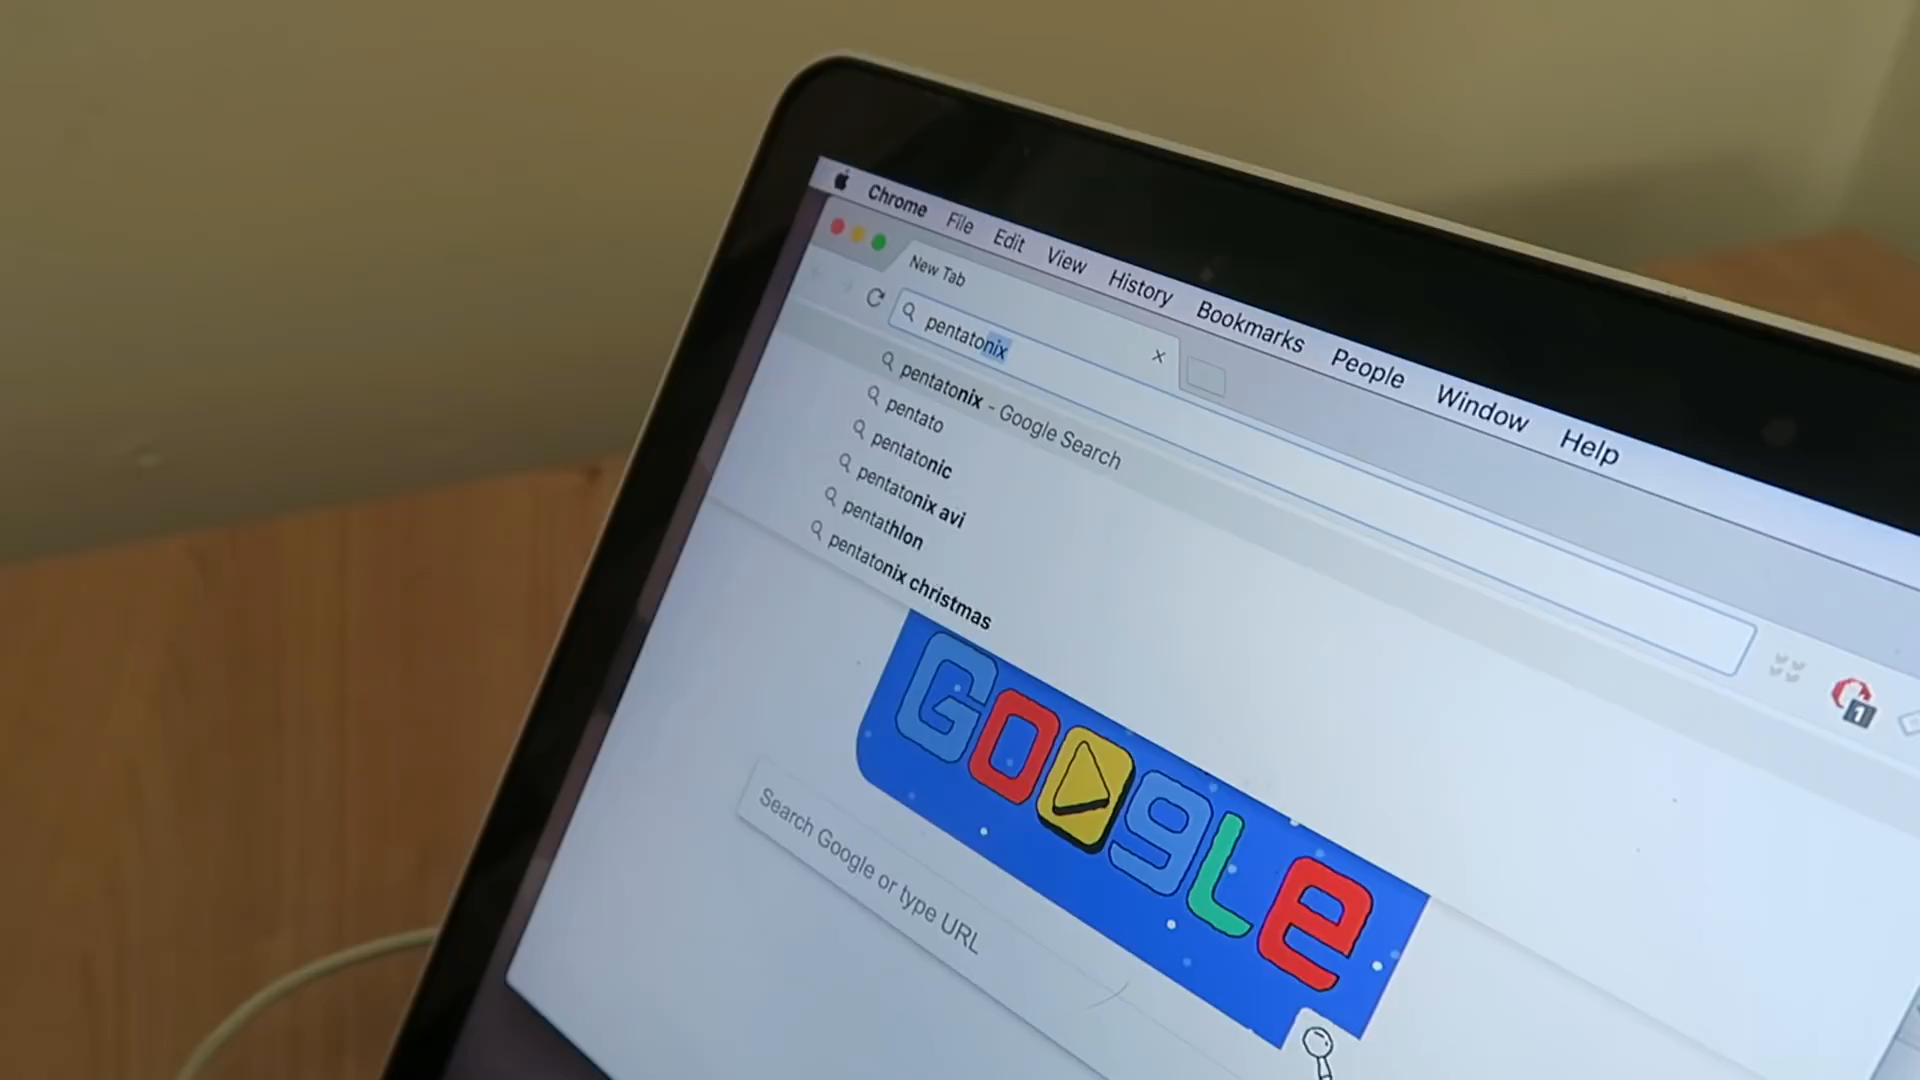 Chrome File Edit View History Bookmarks People Window Help
New Tab
pentatonix
pentatonix - Google Search
pentato
pentatonic
pentatonix avi
pentathlon
pentatonix christmas
GOOGLE
Search Google or type URL
1